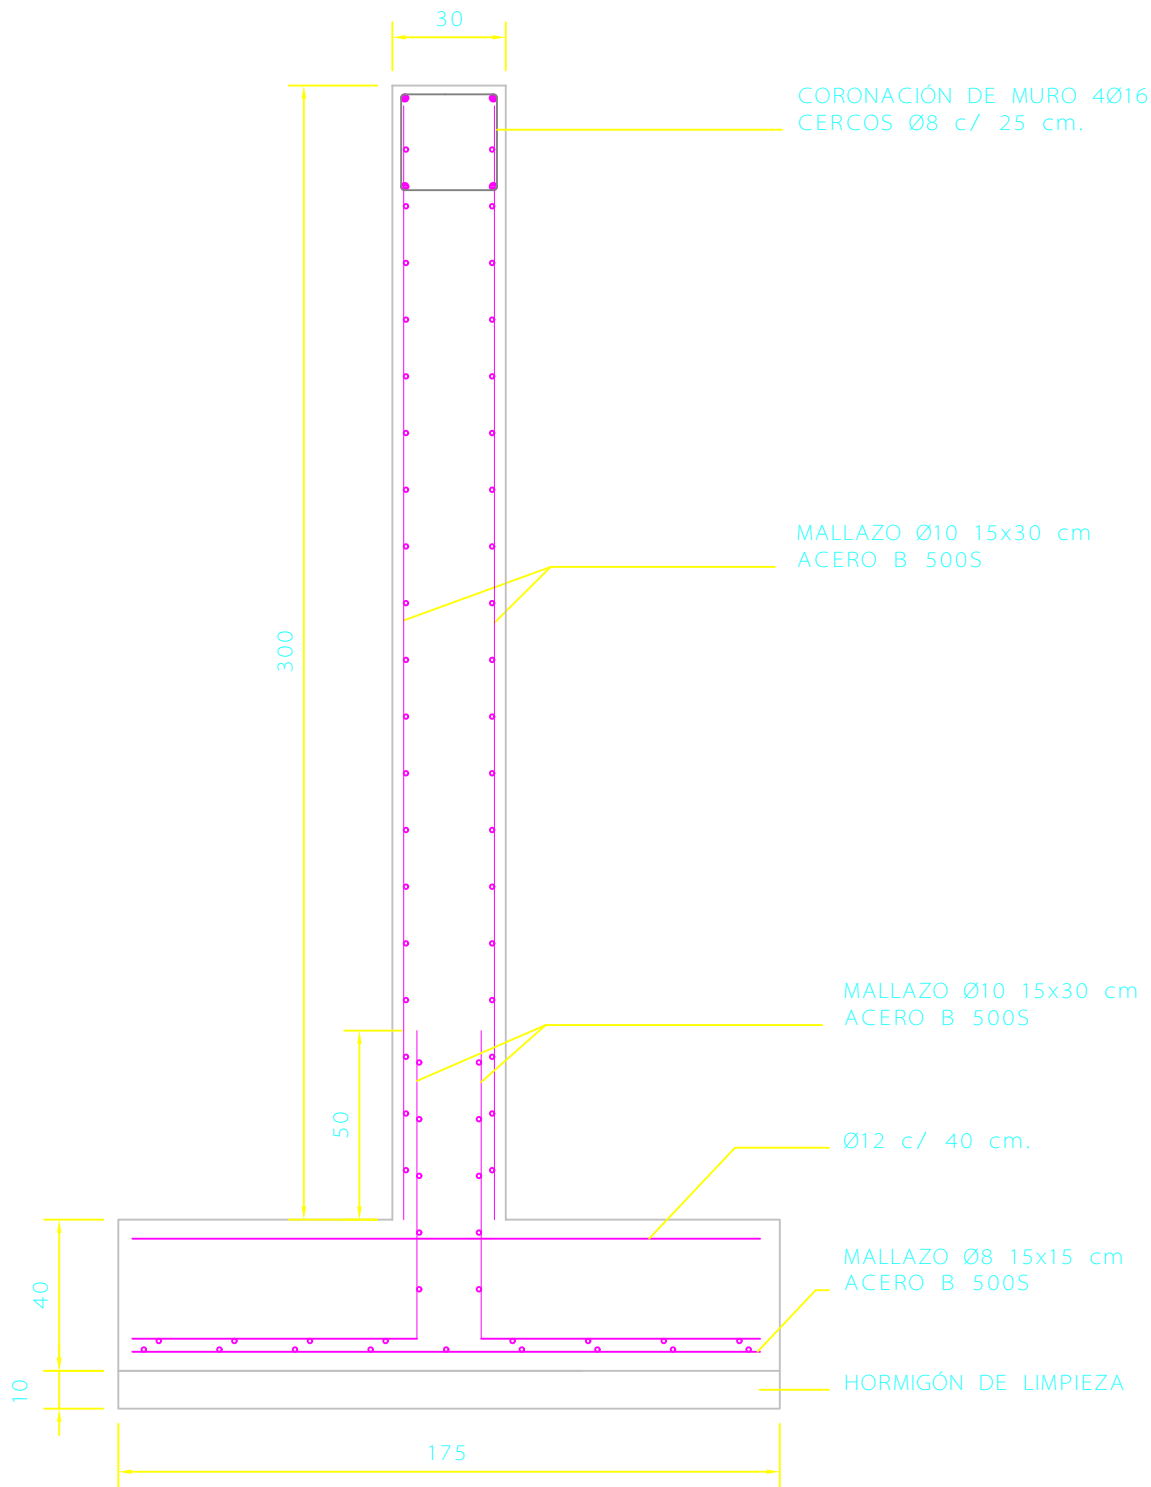 30
CORONACIÓN DE MURO 4Ø16
CERCOS Ø8 c/ 25 cm.
MALLAZO Ø10 15x30 cm
ACERO B 500S
300
MALLAZO Ø10 15x30 cm
ACERO B 500S
50
Ø12 c/ 40 cm.
MALLAZO Ø8 15x15 cm
ACERO B 500S
40
HORMIGÓN DE LIMPIEZA
10
175